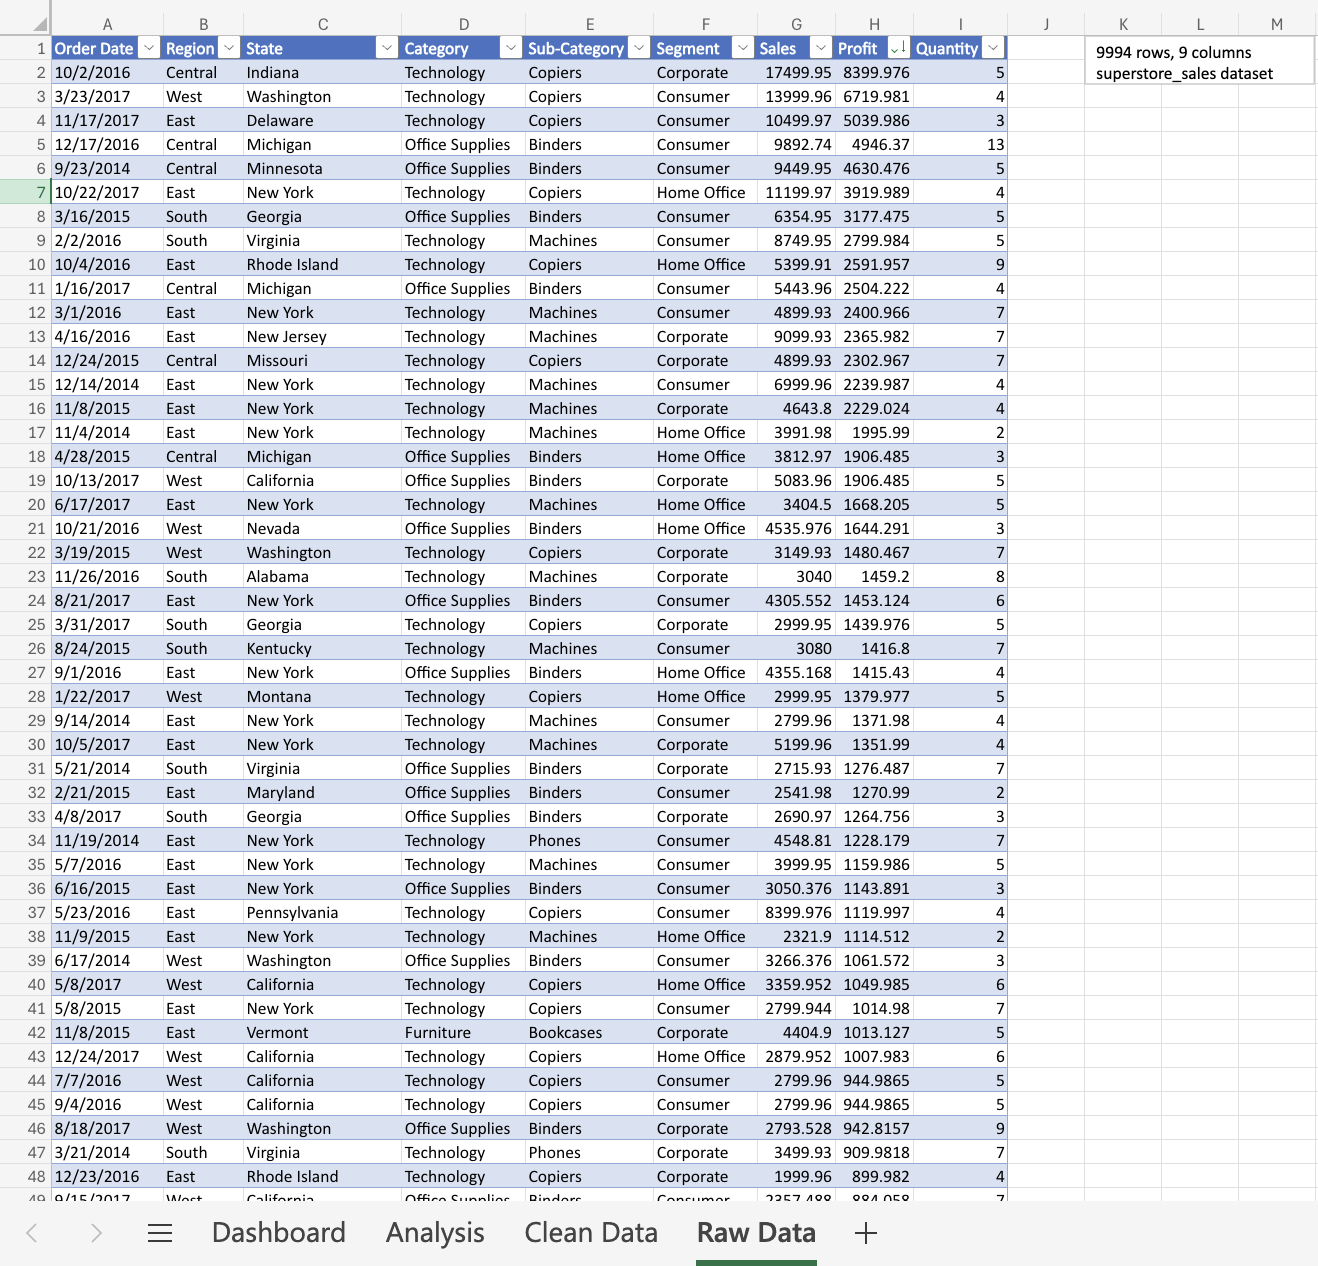 A B C D E F G H I J K L M
1 Order Date Region State Category Sub-Category Segment Sales Profit Quantity
9994 rows, 9 columns
superstore_sales dataset
2 10/2/2016 Central Indiana Technology Copiers Corporate 17499.95 8399.976 5
3 3/23/2017 West Washington Technology Copiers Consumer 13999.96 6719.981 4
4 11/17/2017 East Delaware Technology Copiers Consumer 10499.97 5039.986 3
5 12/17/2016 Central Michigan Office Supplies Binders Consumer 9892.74 4946.37 13
6 9/23/2014 Central Minnesota Office Supplies Binders Consumer 9449.95 4630.476 5
7 10/22/2017 East New York Technology Copiers Home Office 11199.97 3919.989 4
8 3/16/2015 South Georgia Office Supplies Binders Consumer 6354.95 3177.475 5
9 2/2/2016 South Virginia Technology Machines Consumer 8749.95 2799.984 5
10 10/4/2016 East Rhode Island Technology Copiers Home Office 5399.91 2591.957 9
11 1/16/2017 Central Michigan Office Supplies Binders Consumer 5443.96 2504.222 4
12 3/1/2016 East New York Technology Machines Consumer 4899.93 2400.966 7
13 4/16/2016 East New Jersey Technology Machines Corporate 9099.93 2365.982 7
14 12/24/2015 Central Missouri Technology Copiers Corporate 4899.93 2302.967 7
15 12/14/2014 East New York Technology Machines Consumer 6999.96 2239.987 4
16 11/8/2015 East New York Technology Machines Corporate 4643.8 2229.024 4
17 11/4/2014 East New York Technology Machines Home Office 3991.98 1995.99 2
18 4/28/2015 Central Michigan Office Supplies Binders Home Office 3812.97 1906.485 3
19 10/13/2017 West California Office Supplies Binders Corporate 5083.96 1906.485 5
20 6/17/2017 East New York Technology Machines Home Office 3404.5 1668.205 5
21 10/21/2016 West Nevada Office Supplies Binders Home Office 4535.976 1644.291 3
22 3/19/2015 West Washington Technology Copiers Corporate 3149.93 1480.467 7
23 11/26/2016 South Alabama Technology Machines Corporate 3040 1459.2 8
24 8/21/2017 East New York Office Supplies Binders Consumer 4305.552 1453.124 6
25 3/31/2017 South Georgia Technology Copiers Corporate 2999.95 1439.976 5
26 8/24/2015 South Kentucky Technology Machines Consumer 3080 1416.8 7
27 9/1/2016 East New York Office Supplies Binders Home Office 4355.168 1415.43 4
28 1/22/2017 West Montana Technology Copiers Home Office 2999.95 1379.977 5
29 9/14/2014 East New York Technology Machines Consumer 2799.96 1371.98 4
30 10/5/2017 East New York Technology Machines Corporate 5199.96 1351.99 4
31 5/21/2014 South Virginia Office Supplies Binders Corporate 2715.93 1276.487 7
32 2/21/2015 East Maryland Office Supplies Binders Consumer 2541.98 1270.99 2
33 4/8/2017 South Georgia Office Supplies Binders Corporate 2690.97 1264.756 3
34 11/19/2014 East New York Technology Phones Consumer 4548.81 1228.179 7
35 5/7/2016 East New York Technology Machines Consumer 3999.95 1159.986 5
36 6/16/2015 East New York Office Supplies Binders Consumer 3050.376 1143.891 3
37 5/23/2016 East Pennsylvania Technology Copiers Consumer 8399.976 1119.997 4
38 11/9/2015 East New York Technology Machines Home Office 2321.9 1114.512 2
39 6/17/2014 West Washington Office Supplies Binders Consumer 3266.376 1061.572 3
40 5/8/2017 West California Technology Copiers Home Office 3359.952 1049.985 6
41 5/8/2015 East New York Technology Copiers Consumer 2799.944 1014.98 7
42 11/8/2015 East Vermont Furniture Bookcases Corporate 4404.9 1013.127 5
43 12/24/2017 West California Technology Copiers Home Office 2879.952 1007.983 6
44 7/7/2016 West California Technology Copiers Consumer 2799.96 944.9865 5
45 9/4/2016 West California Technology Copiers Consumer 2799.96 944.9865 5
46 8/18/2017 West Washington Office Supplies Binders Corporate 2793.528 942.8157 9
47 3/21/2014 South Virginia Technology Phones Corporate 3499.93 909.9818 7
48 12/23/2016 East Rhode Island Technology Copiers Corporate 1999.96 899.982 4
49 9/15/2017 West California Office Supplies Binders Consumer 2357.488 884.058 7
Dashboard Analysis Clean Data Raw Data